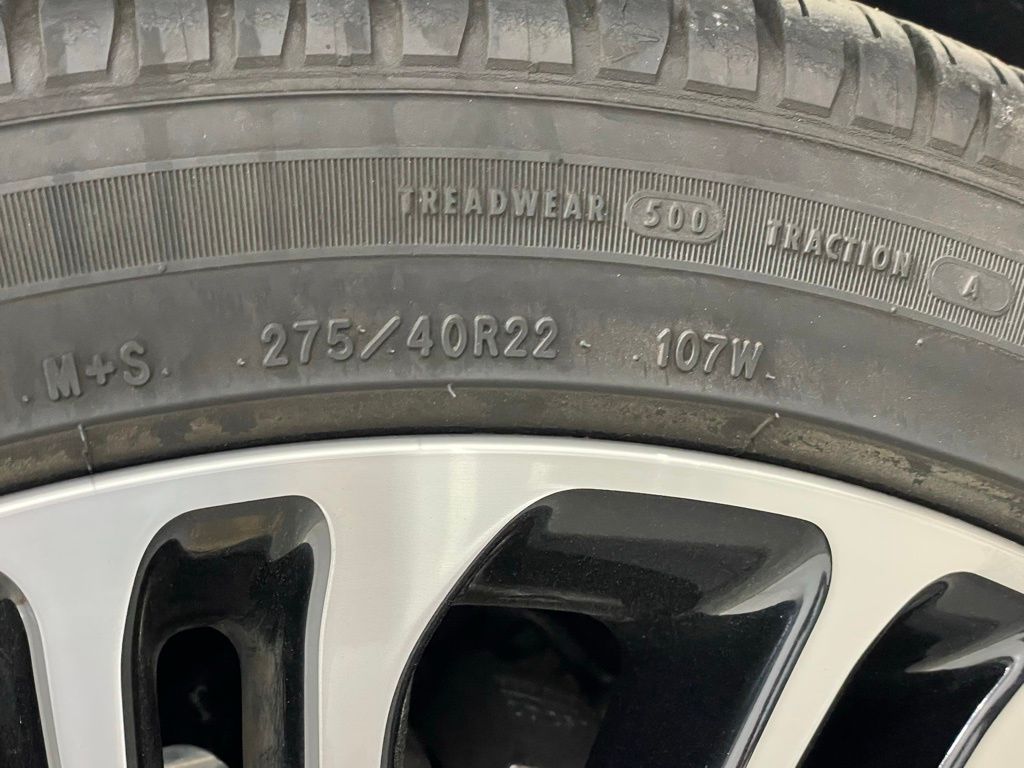 TREADWEAR 500 TRACTION A
M+S 275/40R22 107W